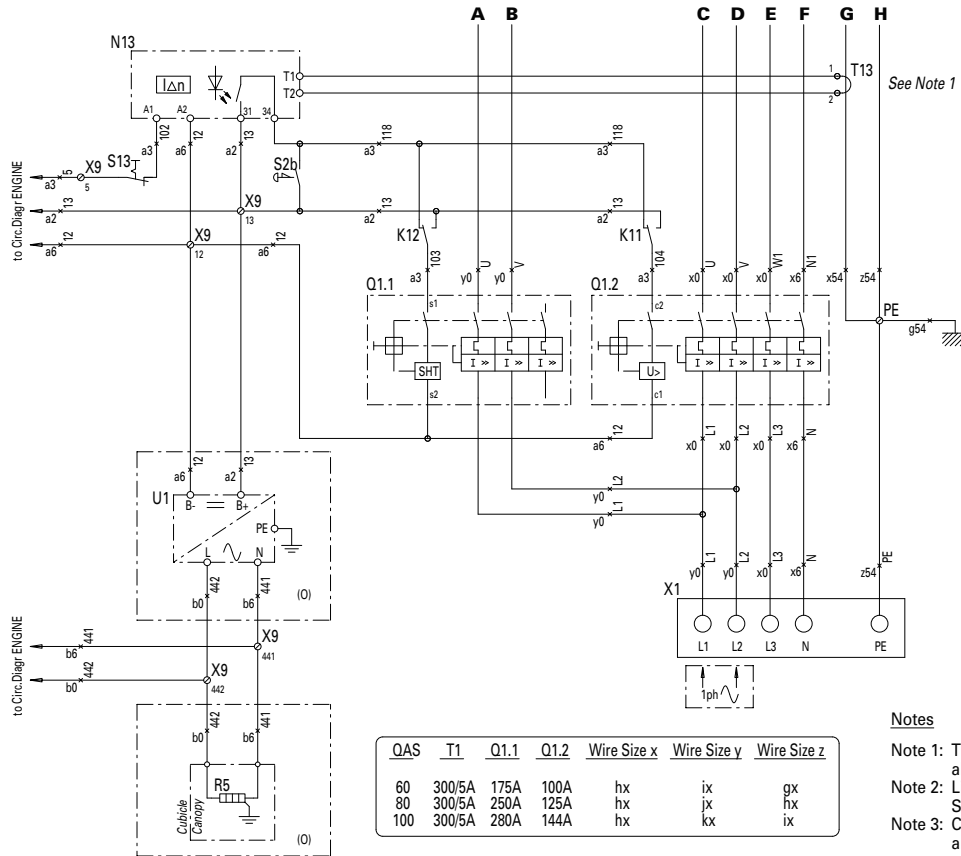 A B C D E F G H
N13
I∆n
T1
T2
1
T13
2
See Note 1
A1 A2 31 34
102
12
13
a3
a6
a2
118
a3
118
a3
S13
S2b
to Circ.Diagr ENGINE
a3
5
X9
5
a2
13
X9
13
a2
13
a2
13
a6
12
X9
12
a6
12
K12
K11
103
a3
U
y0
V
y0
104
a3
U
x0
V
x0
W1
x0
N1
x6
x54
z54
Q1.1
Q1.2
PE
g54
s1
c2
SHT
I >>
I >>
I >>
U>
I >>
I >>
I >>
I >>
s2
c1
a6
12
x0
L1
x0
L2
x0
L3
x6
N
a6
12
a2
13
y0
L2
y0
L1
U1
B-
B+
PE
L
N
442
b0
441
b6
(O)
y0
L1
y0
L2
x0
L3
x6
N
z54
PE
X1
L1 L2 L3 N PE
1ph
to Circ.Diagr ENGINE
b6
441
X9
441
b0
442
X9
442
b0
442
b6
441
R5
Cubicle
Canopy
(O)
QAS T1 Q1.1 Q1.2 Wire Size x Wire Size y Wire Size z
60 300/5A 175A 100A hx ix gx
80 300/5A 250A 125A hx jx hx
100 300/5A 280A 144A hx kx ix
Notes
Note 1: T
a
Note 2: L
S
Note 3: C
a